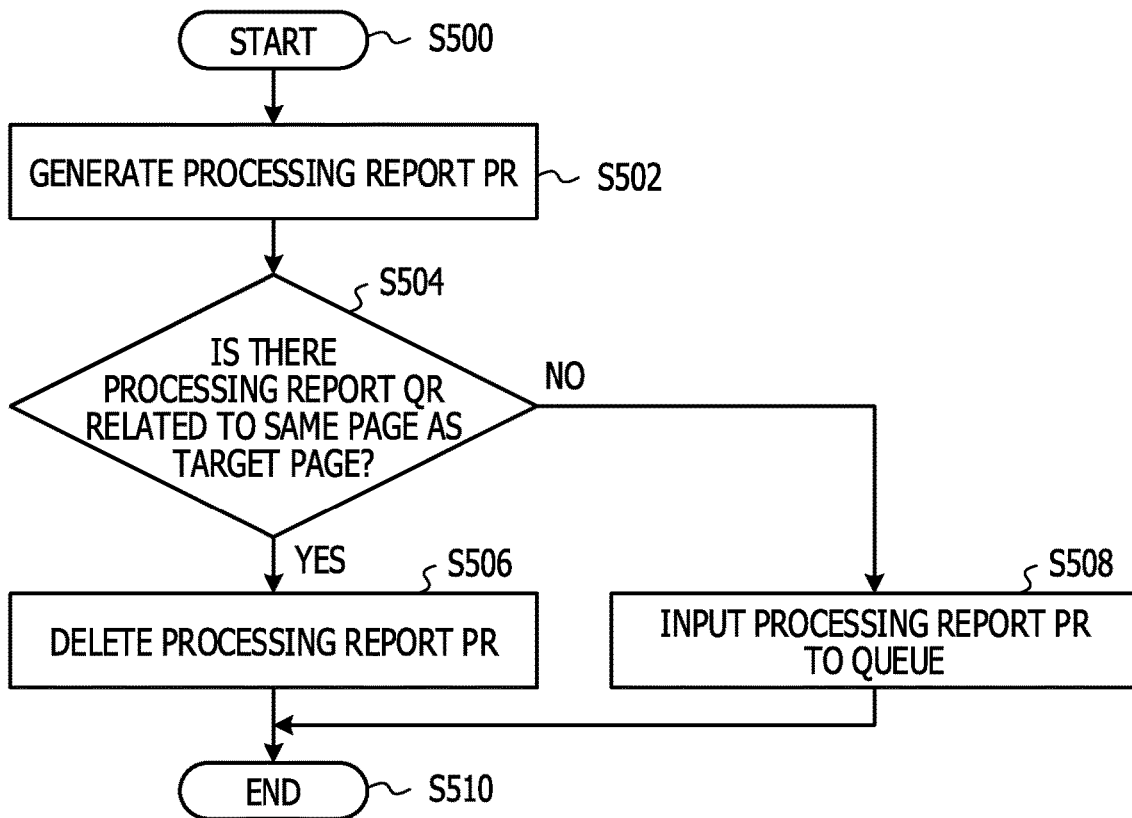 START
S500
GENERATE PROCESSING REPORT PR
S502
S504
IS THERE
PROCESSING REPORT QR
RELATED TO SAME PAGE AS
TARGET PAGE?
NO
YES
S506
S508
DELETE PROCESSING REPORT PR
INPUT PROCESSING REPORT PR
TO QUEUE
END
S510